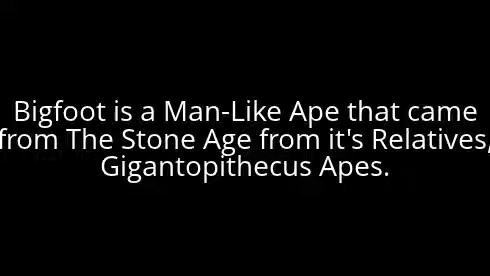 Bigfoot is a Man-Like Ape that came
from The Stone Age from it's Relatives,
Gigantopithecus Apes.